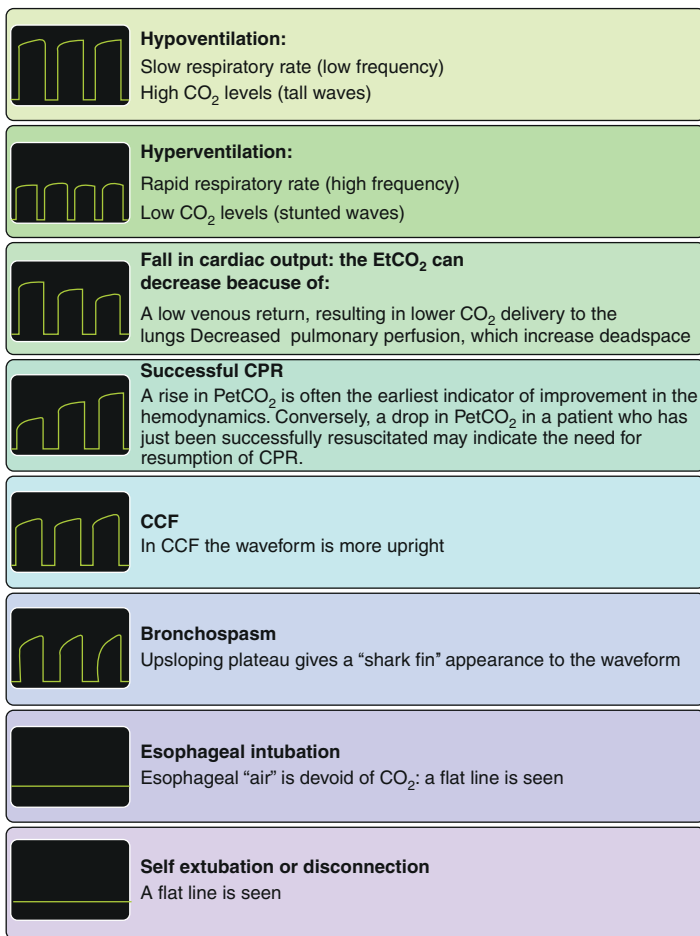 Hypoventilation:
Slow respiratory rate (low frequency)
High CO₂ levels (tall waves)
Hyperventilation:
Rapid respiratory rate (high frequency)
Low CO₂ levels (stunted waves)
Fall in cardiac output: the EtCO₂ can
decrease beacuse of:
A low venous return, resulting in lower CO₂ delivery to the
lungs Decreased pulmonary perfusion, which increase deadspace
Successful CPR
A rise in PetCO₂ is often the earliest indicator of improvement in the
hemodynamics. Conversely, a drop in PetCO₂ in a patient who has
just been successfully resuscitated may indicate the need for
resumption of CPR.
CCF
In CCF the waveform is more upright
Bronchospasm
Upsloping plateau gives a “shark fin” appearance to the waveform
Esophageal intubation
Esophageal “air” is devoid of CO₂: a flat line is seen
Self extubation or disconnection
A flat line is seen